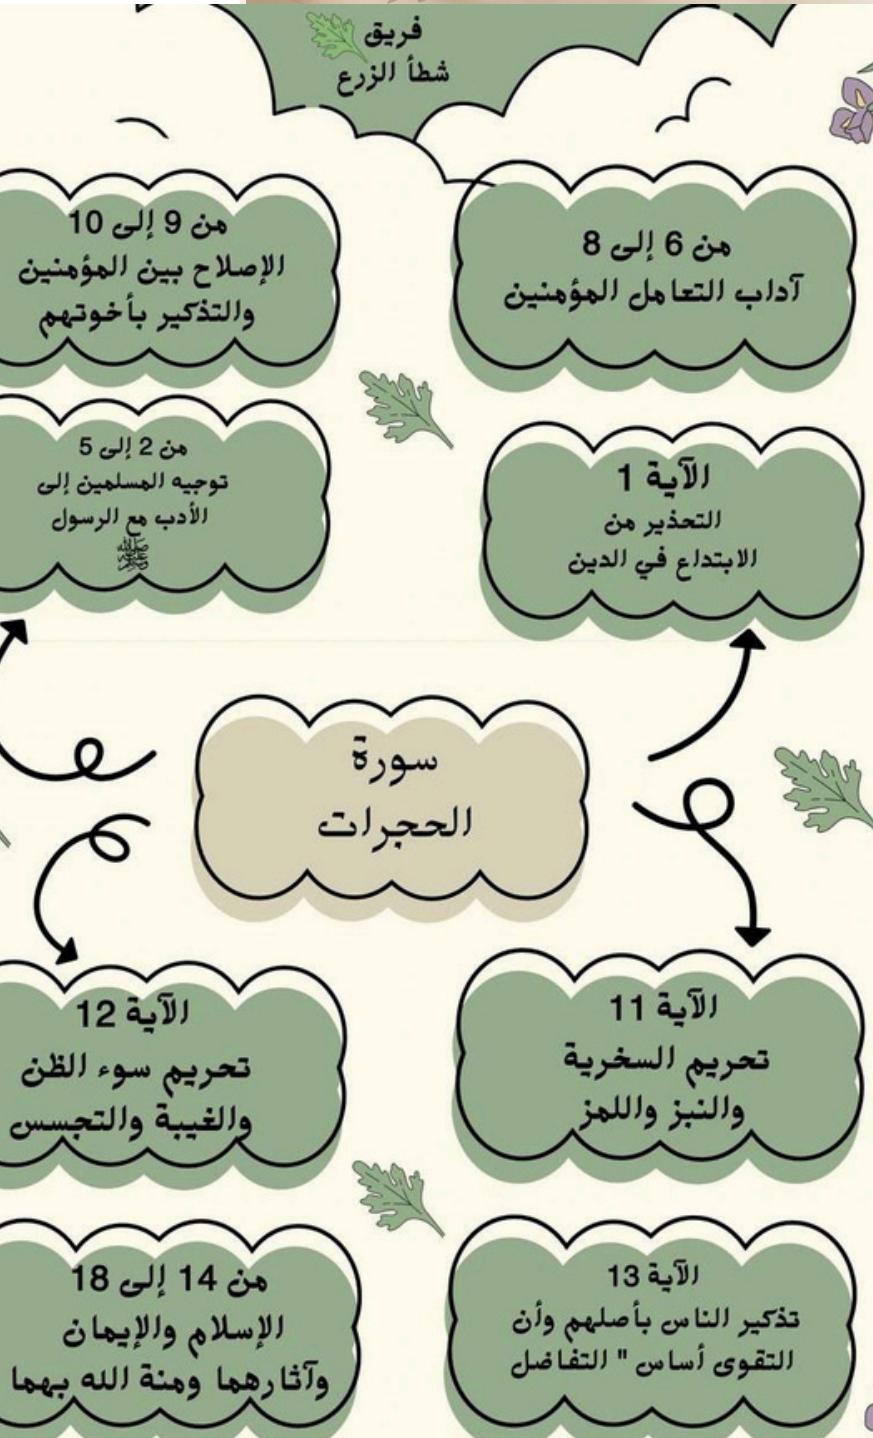 فريق
شطأ الزرع
من 6 إلى 8
آداب التعامل المؤمنين
من 9 إلى 10
الإصلاح بين المؤمنين
والتذكير بأخوتهم
الآية 1
التحذير من
الابتداع في الدين
من 2 إلى 5
توجيه المسلمين إلى
الأدب مع الرسول
ﷺ
سورة
الحجرات
الآية 11
تحريم السخرية
والنبز واللمز
الآية 12
تحريم سوء الظن
والغيبة والتجسس
الآية 13
تذكير الناس بأصلهم وأن
التقوى أساس " التفاضل
من 14 إلى 18
الإسلام والإيمان
وآثارهما ومنة الله بهما